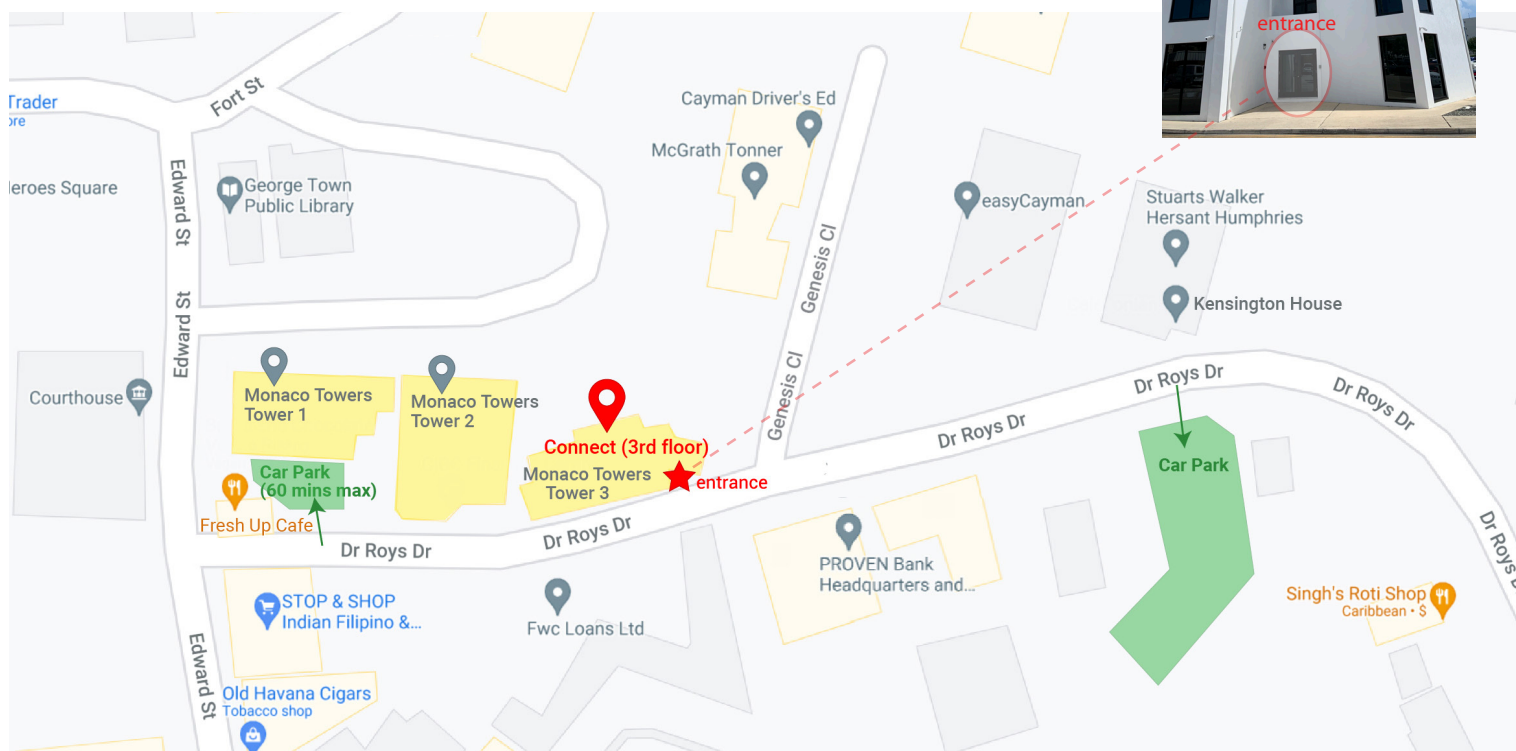 entrance
Fort St
Trader
ore
Cayman Driver's Ed
McGrath Tonner
Edward St
eroes Square
George Town
Public Library
easyCayman
Stuarts Walker
Hersant Humphries
Genesis Cl
Kensington House
Edward St
Genesis Cl
Courthouse
Monaco Towers
Tower 1
Monaco Towers
Tower 2
Dr Roys Dr
Dr Roys Dr
Dr Roys Dr
Connect (3rd floor)
Monaco Towers
Tower 3
entrance
Car Park
Car Park
(60 mins max)
Fresh Up Cafe
Dr Roys Dr
Dr Roys Dr
Dr Roys D
PROVEN Bank
Headquarters and...
STOP & SHOP
Indian Filipino &...
Fwc Loans Ltd
Singh's Roti Shop
Caribbean • $
Edward St
Old Havana Cigars
Tobacco shop